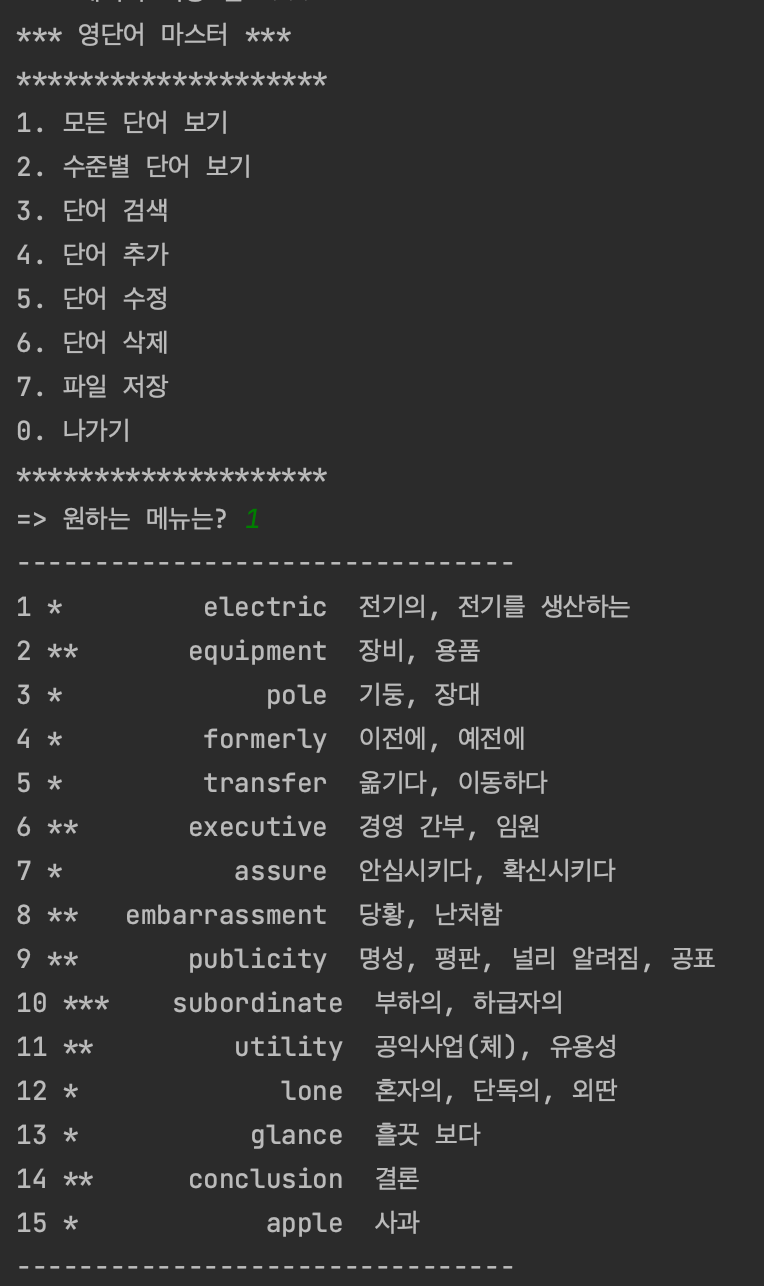 *** 영단어 마스터 ***
********************
1. 모든 단어 보기
2. 수준별 단어 보기
3. 단어 검색
4. 단어 추가
5. 단어 수정
6. 단어 삭제
7. 파일 저장
0. 나가기
********************
=> 원하는 메뉴는? 1
--------------------------------
1 * electric 전기의, 전기를 생산하는
2 ** equipment 장비, 용품
3 * pole 기둥, 장대
4 * formerly 이전에, 예전에
5 * transfer 옮기다, 이동하다
6 ** executive 경영 간부, 임원
7 * assure 안심시키다, 확신시키다
8 ** embarrassment 당황, 난처함
9 ** publicity 명성, 평판, 널리 알려짐, 공표
10 *** subordinate 부하의, 하급자의
11 ** utility 공익사업(체), 유용성
12 * lone 혼자의, 단독의, 외딴
13 * glance 흘끗 보다
14 ** conclusion 결론
15 * apple 사과
--------------------------------